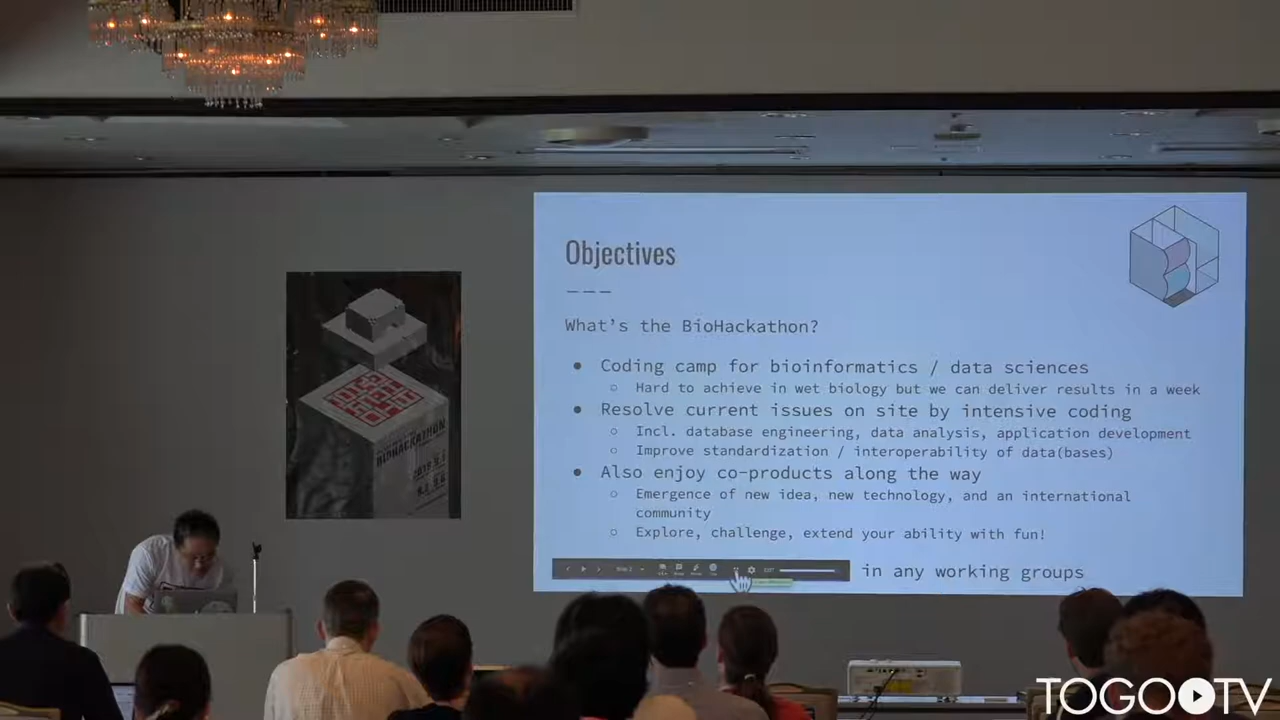 Objectives
What's the BioHackathon?
● Coding camp for bioinformatics / data sciences
○ Hard to achieve in wet biology but we can deliver results in a week
● Resolve current issues on site by intensive coding
○ Incl. database engineering, data analysis, application development
○ Improve standardization / interoperability of data(bases)
● Also enjoy co-products along the way
○ Emergence of new idea, new technology, and an international
community
○ Explore, challenge, extend your ability with fun!
in any working groups
BIOHACKATHON
2019
TOGOTV